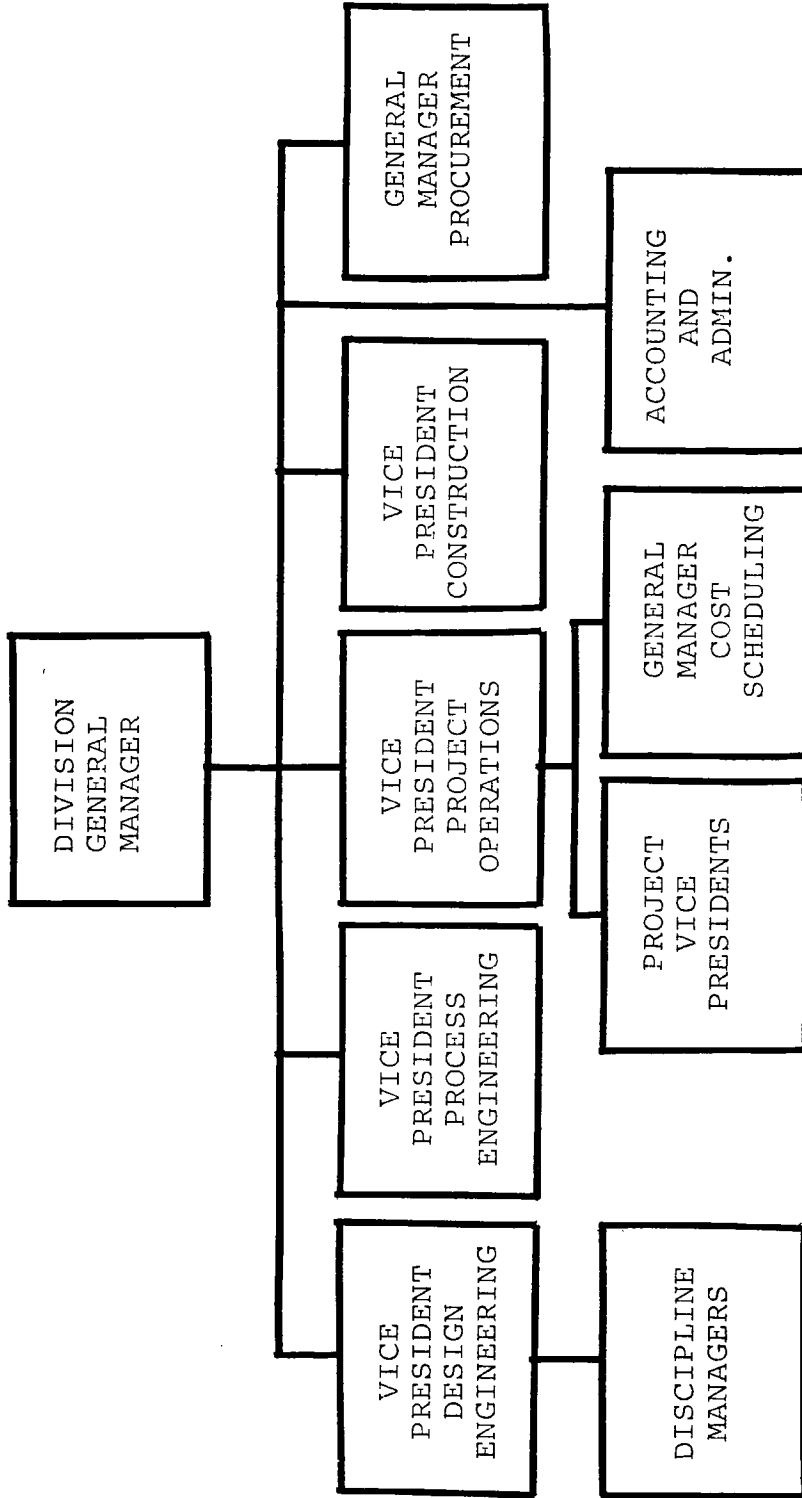 DIVISION
GENERAL
MANAGER
VICE
PRESIDENT
DESIGN
ENGINEERING
VICE
PRESIDENT
PROCESS
ENGINEERING
VICE
PRESIDENT
PROJECT
OPERATIONS
VICE
PRESIDENT
CONSTRUCTION
GENERAL
MANAGER
PROCUREMENT
DISCIPLINE
MANAGERS
PROJECT
VICE
PRESIDENTS
GENERAL
MANAGER
COST
SCHEDULING
ACCOUNTING
AND
ADMIN.